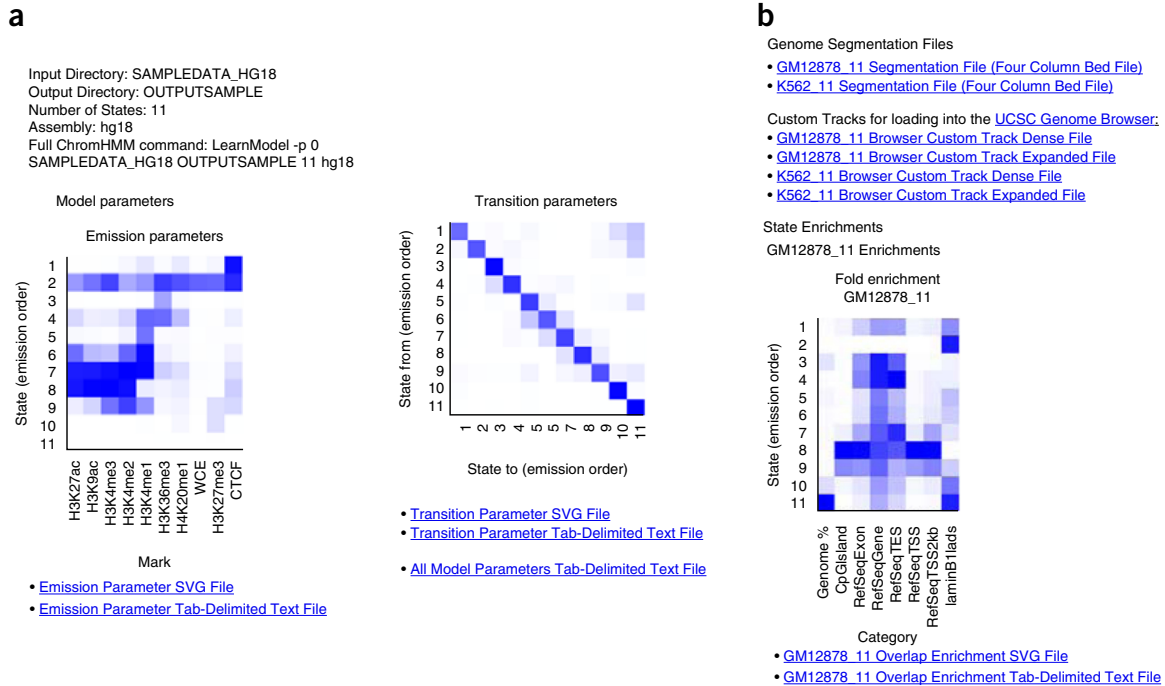 a
Input Directory: SAMPLEDATA_HG18
Output Directory: OUTPUTSAMPLE
Number of States: 11
Assembly: hg18
Full ChromHMM command: LearnModel -p 0
SAMPLEDATA_HG18 OUTPUTSAMPLE 11 hg18
Model parameters
Emission parameters
State (emission order)
1
2
3
4
5
6
7
8
9
10
11
H3K27ac
H3K9ac
H3K4me3
H3K4me2
H3K4me1
H3K36me3
H4K20me1
WCE
H3K27me3
CTCF
Mark
• Emission Parameter SVG File
• Emission Parameter Tab-Delimited Text File
Transition parameters
State from (emission order)
1
2
3
4
5
6
7
8
9
10
11
1
2
3
4
5
5
7
8
9
10
11
State to (emission order)
• Transition Parameter SVG File
• Transition Parameter Tab-Delimited Text File
• All Model Parameters Tab-Delimited Text File
b
Genome Segmentation Files
• GM12878_11 Segmentation File (Four Column Bed File)
• K562_11 Segmentation File (Four Column Bed File)
Custom Tracks for loading into the UCSC Genome Browser:
• GM12878_11 Browser Custom Track Dense File
• GM12878_11 Browser Custom Track Expanded File
• K562_11 Browser Custom Track Dense File
• K562_11 Browser Custom Track Expanded File
State Enrichments
GM12878_11 Enrichments
Fold enrichment
GM12878_11
State (emission order)
1
2
3
4
5
6
7
8
9
10
11
Genome %
CpGIsland
RefSeqExon
RefSeqGene
RefSeqTES
RefSeqTSS
RefSeqTSS2kb
laminB1lads
Category
• GM12878_11 Overlap Enrichment SVG File
• GM12878_11 Overlap Enrichment Tab-Delimited Text File